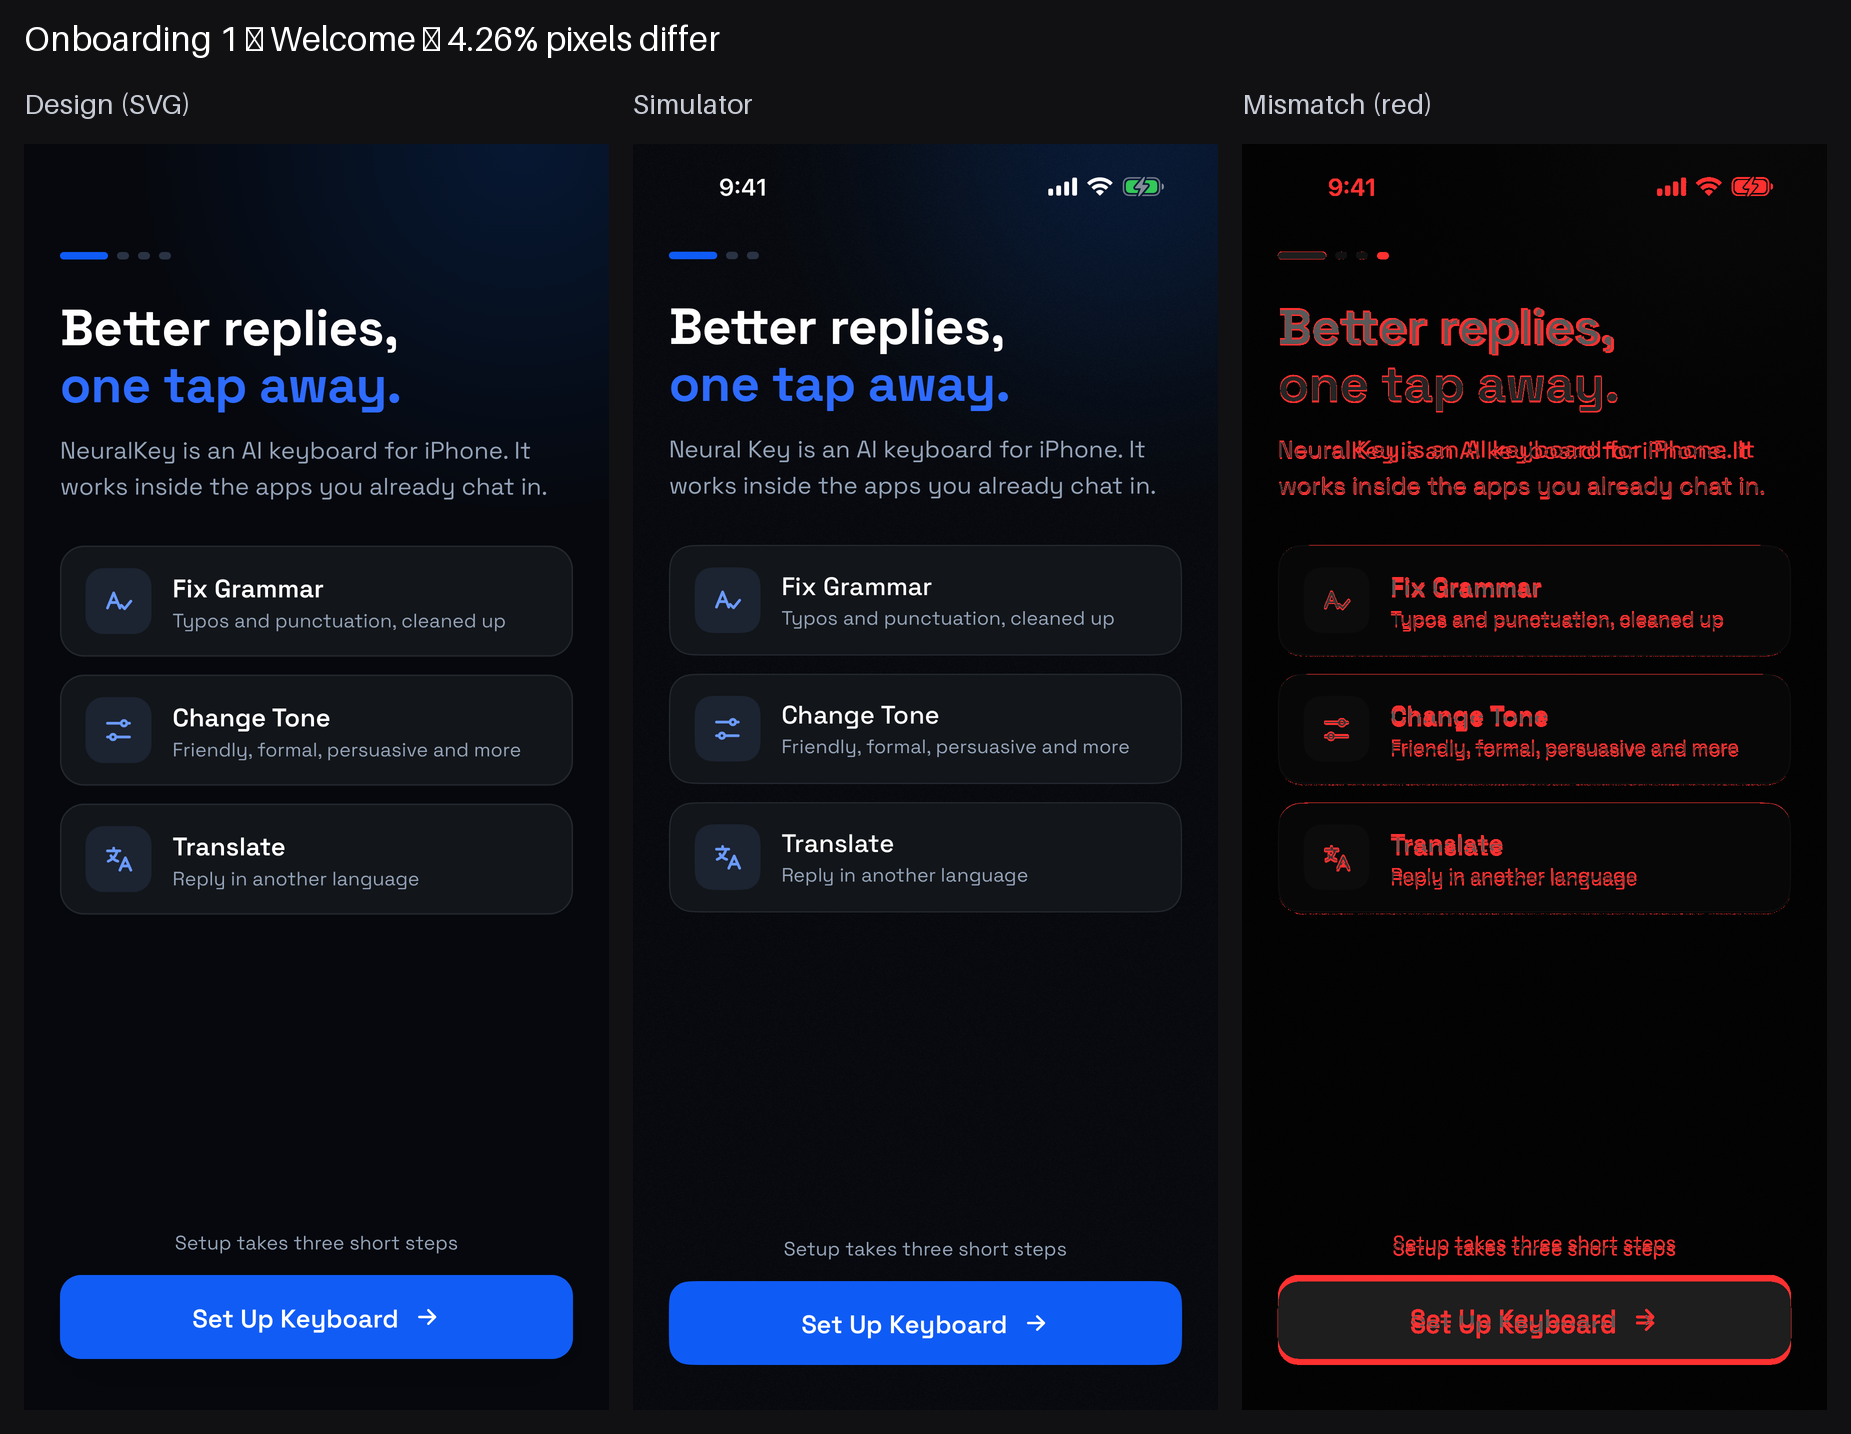 Onboarding 1 Welcome 4.26% pixels differ
Design (SVG)
Better replies,
one tap away.
NeuralKey is an AI keyboard for iPhone. It
works inside the apps you already chat in.
Fix Grammar
Typos and punctuation, cleaned up
Change Tone
Friendly, formal, persuasive and more
文A
Translate
Reply in another language
Setup takes three short steps
Set Up Keyboard →
Simulator
9:41
Better replies,
one tap away.
Neural Key is an AI keyboard for iPhone. It
works inside the apps you already chat in.
Fix Grammar
Typos and punctuation, cleaned up
Change Tone
Friendly, formal, persuasive and more
文A
Translate
Reply in another language
Setup takes three short steps
Set Up Keyboard →
Mismatch (red)
9:41
Better replies,
one tap away.
works inside the apps you already chat in.
Fix Grammar
Typos and punctuation, cleaned up
Change Tone
Friendly, formal, persuasive and more
文A
Translate
Reply in another language
Setup takes three short steps
Set Up Keyboard →